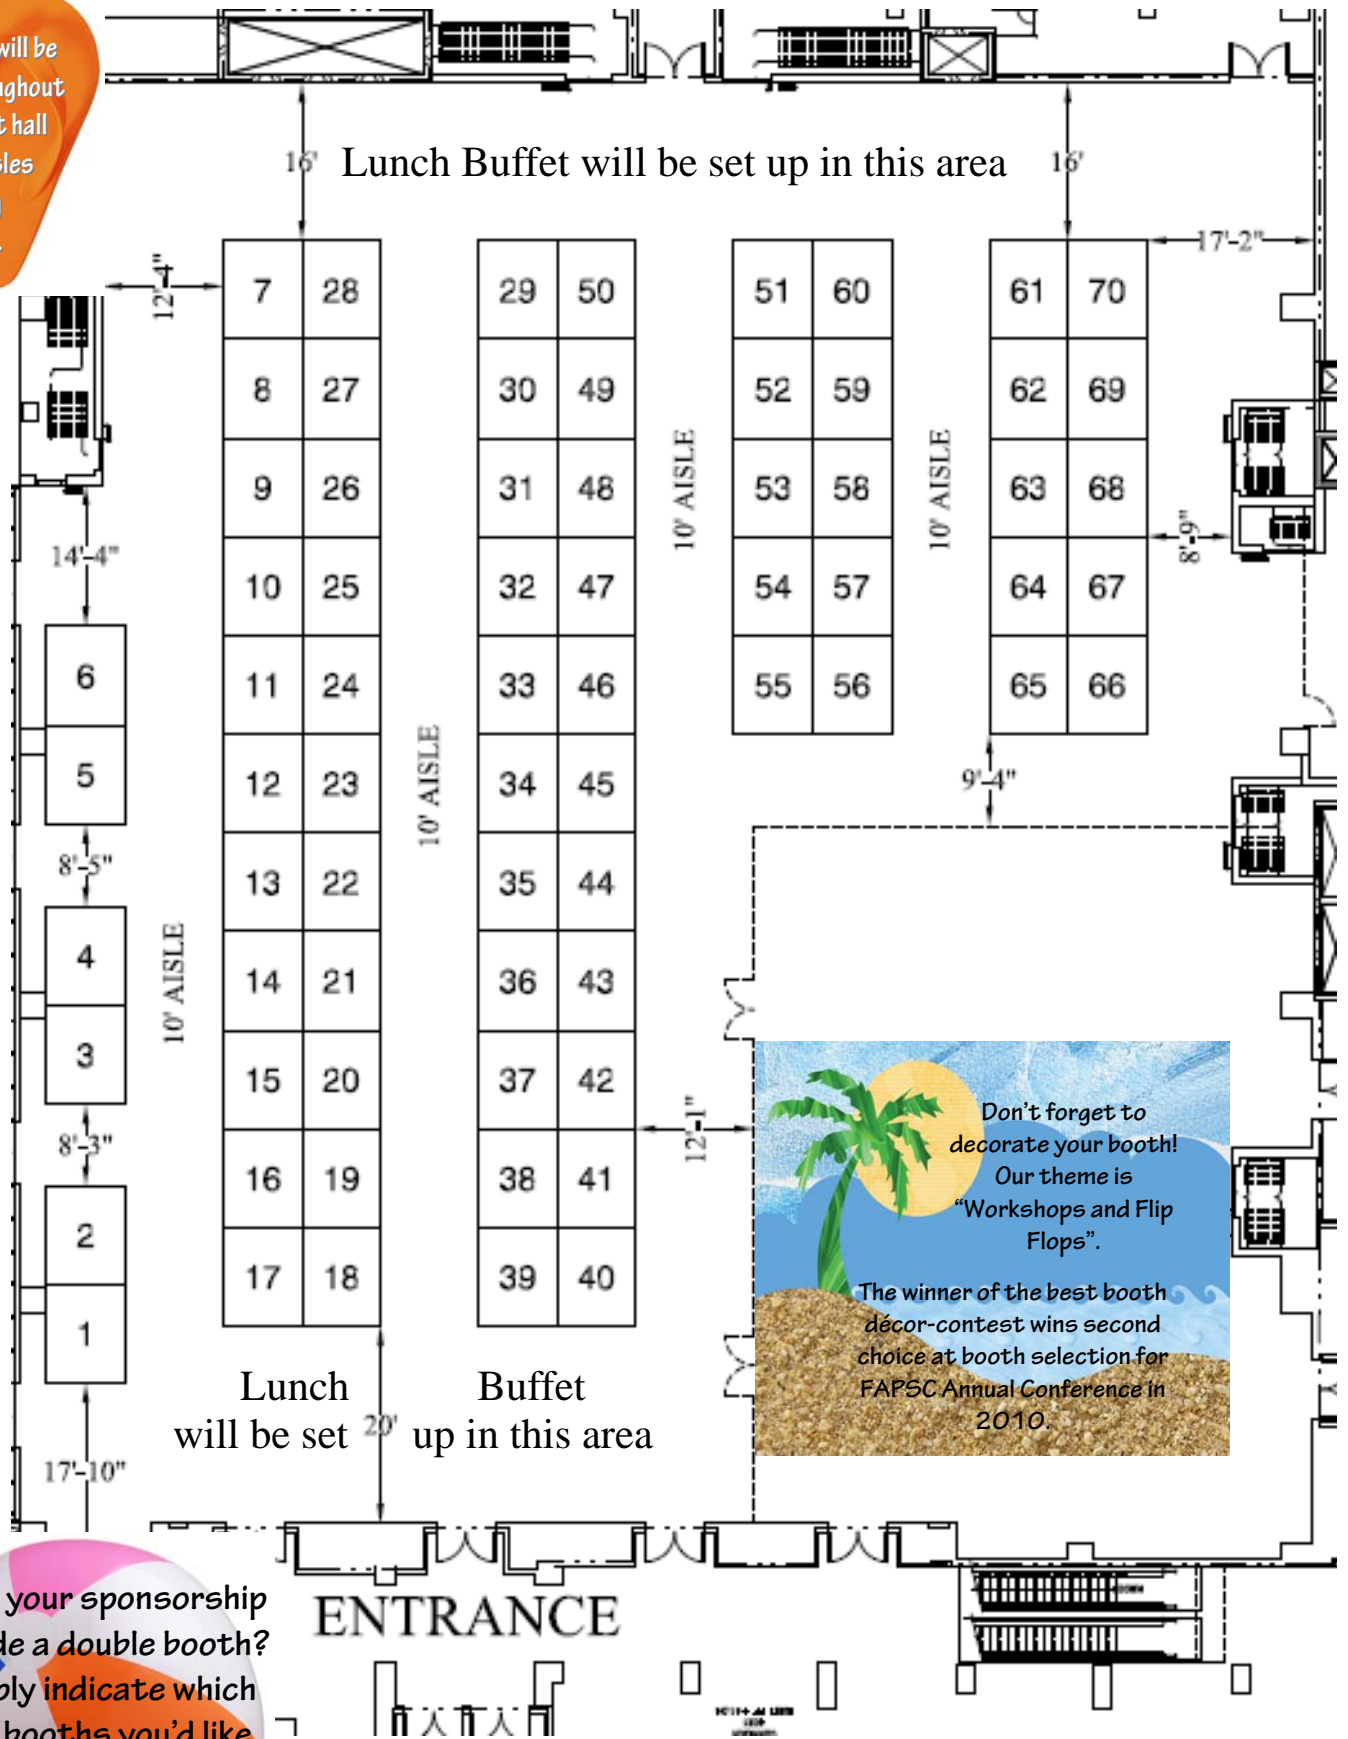 will be
ughout
t hall
sles
16' Lunch Buffet will be set up in this area 16'
17'-2"
12'-4"
7 28 29 50 51 60 61 70
8 27 30 49 52 59 62 69
9 26 31 48 53 58 63 68
10' AISLE
10' AISLE
8'-9"
14'-4"
10 25 32 47 54 57 64 67
6 11 24 33 46 55 56 65 66
5 12 23 34 45
10' AISLE
9'-4"
8'-5"
13 22 35 44
4 14 21 36 43
10' AISLE
3 15 20 37 42
12'-1"
8'-3"
2 16 19 38 41
1 17 18 39 40
Don't forget to
decorate your booth!
Our theme is
"Workshops and Flip
Flops".
The winner of the best booth
décor-contest wins second
choice at booth selection for
FAPSC Annual Conference in
2010.
Lunch Buffet
will be set 20' up in this area
17'-10"
your sponsorship
de a double booth?
ply indicate which
booths you'd like
ENTRANCE